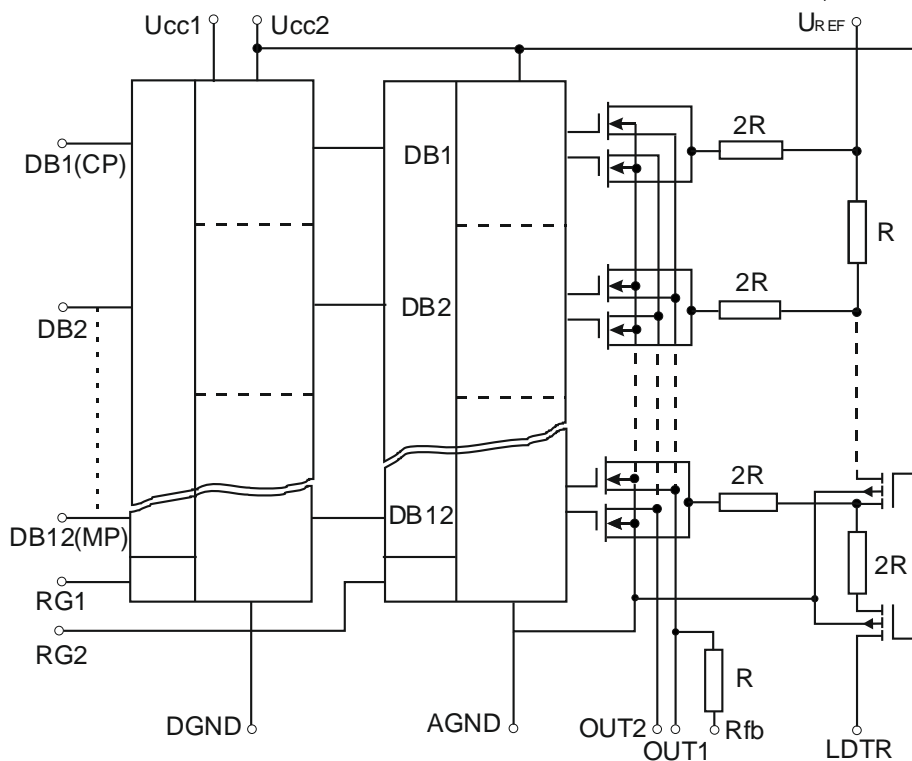 Ucc1
Ucc2
UREF
DB1(CP)
DB1
2R
R
DB2
DB2
2R
DB12(MP)
DB12
2R
2R
RG1
RG2
R
DGND
AGND
OUT2
OUT1
Rfb
LDTR